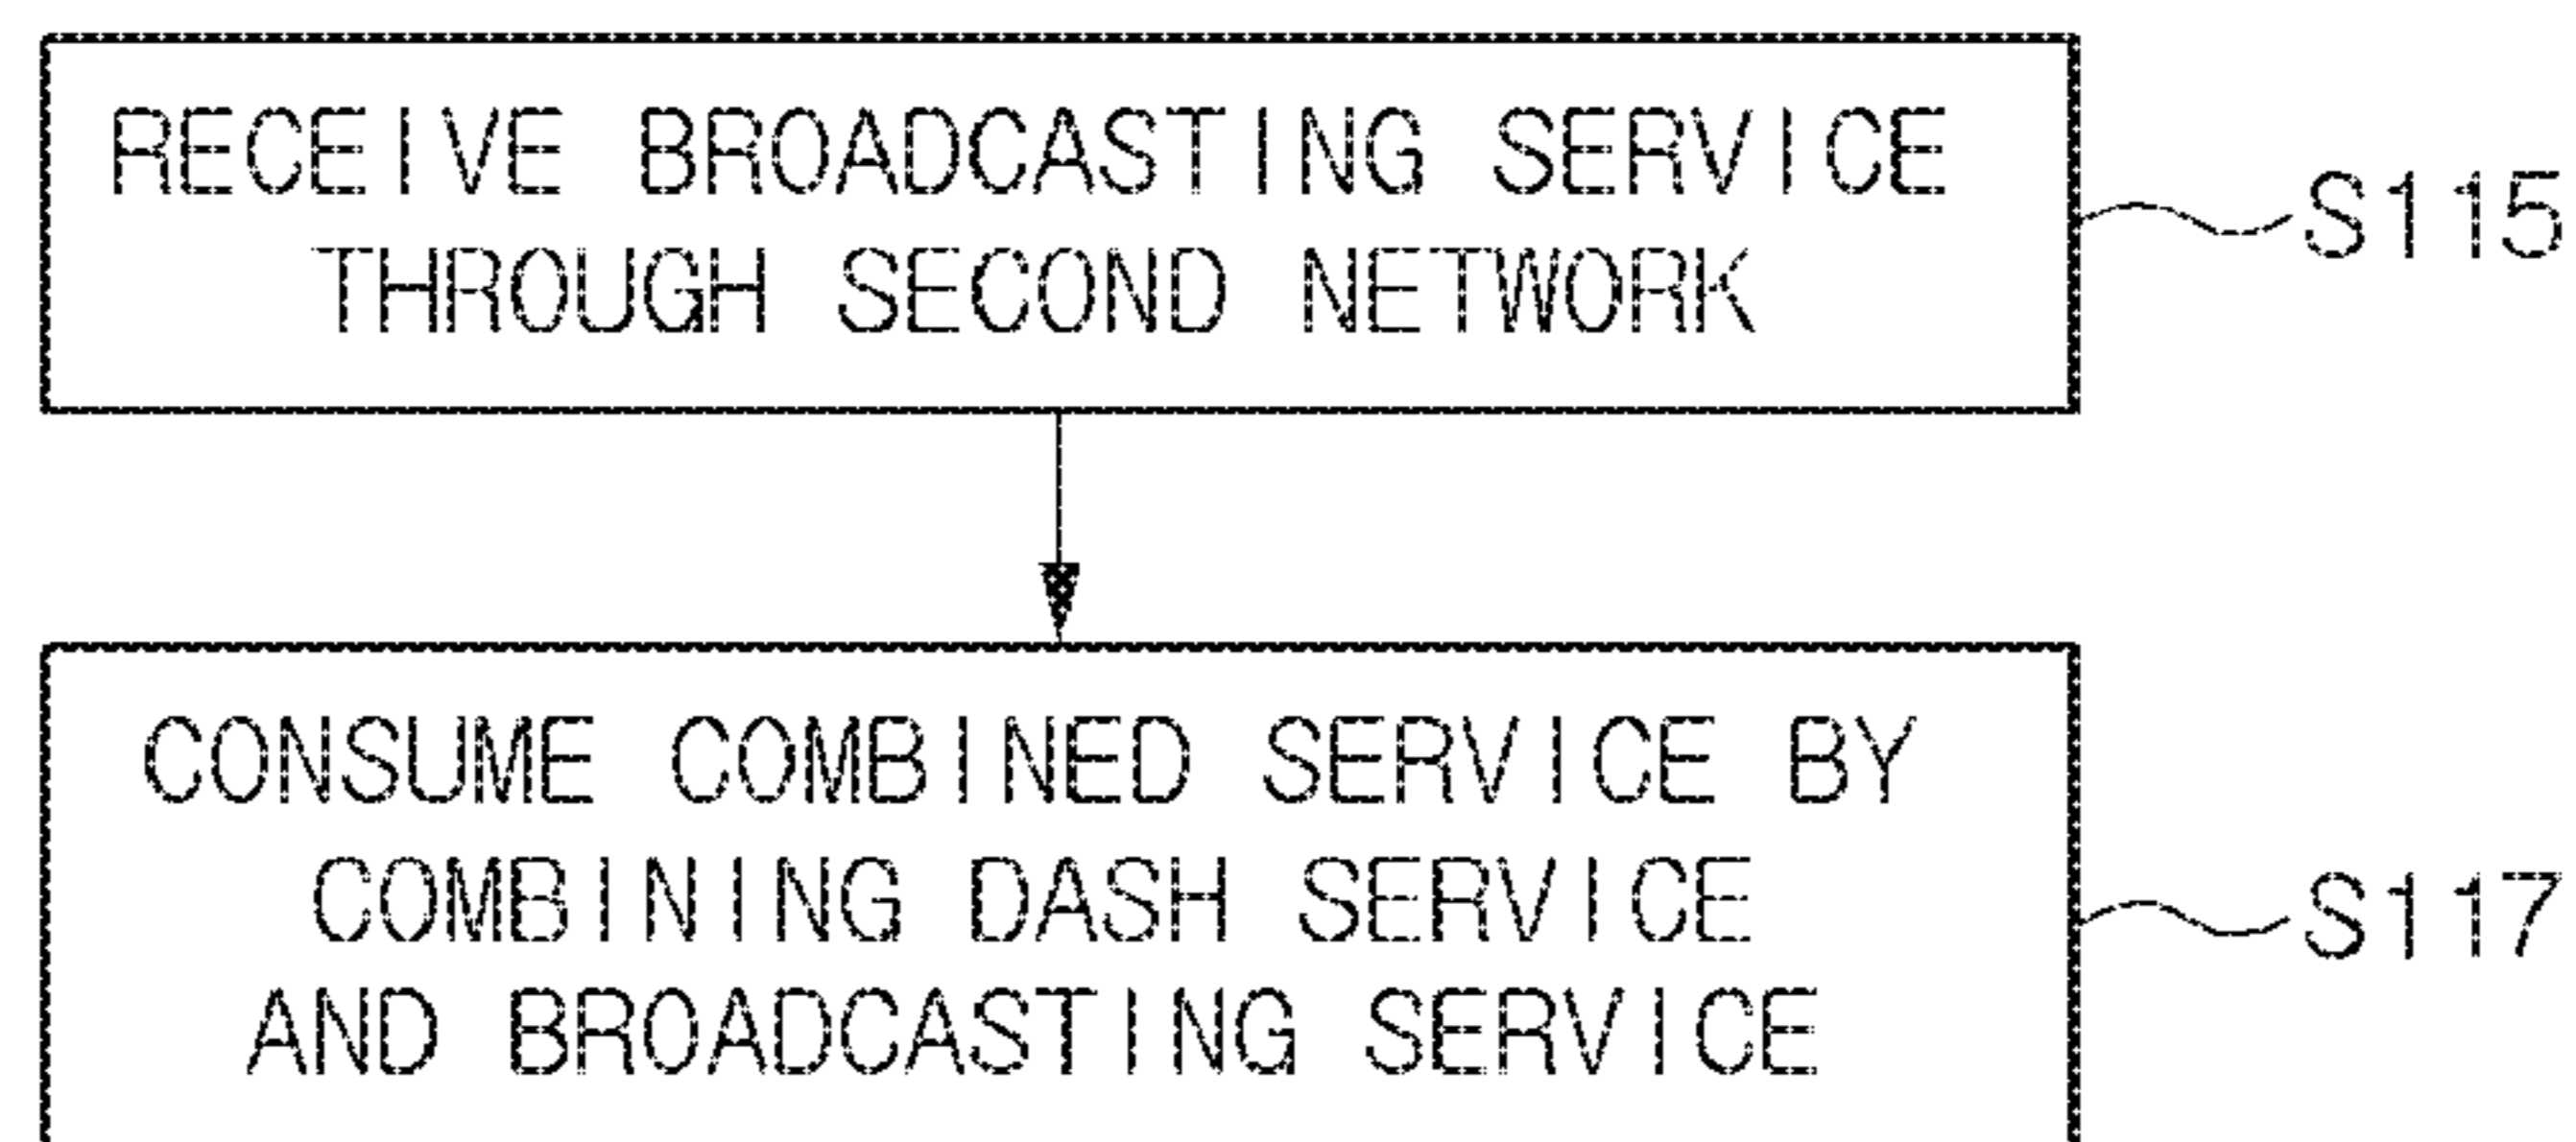 RECEIVE BROADCASTING SERVICE
THROUGH SECOND NETWORK
S115
CONSUME COMBINED SERVICE BY
COMBINING DASH SERVICE
AND BROADCASTING SERVICE
S117